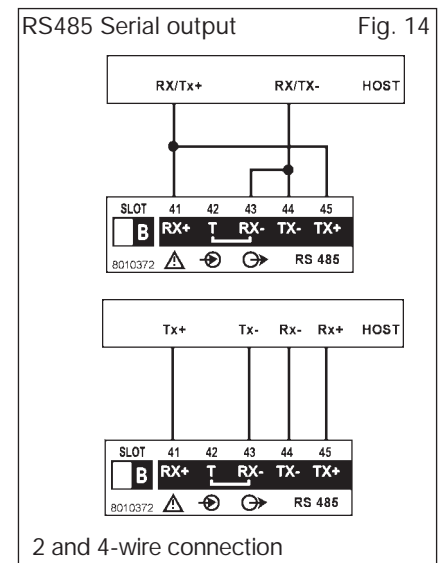 RS485 Serial output Fig. 14
RX/Tx+ RX/TX- HOST
SLOT 41 42 43 44 45
B RX+ T RX- TX- TX+
8010372 RS 485
Tx+ Tx- Rx- Rx+ HOST
SLOT 41 42 43 44 45
B RX+ T RX- TX- TX+
8010372 RS 485
2 and 4-wire connection